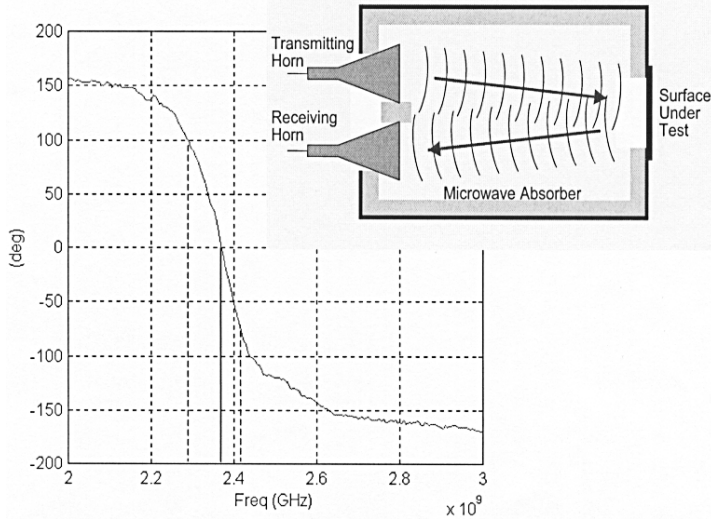 Transmitting
Horn
Receiving
Horn
Surface
Under
Test
Microwave Absorber
200
150
100
50
0
-50
-100
-150
-200
(deg)
2
2.2
2.4
2.6
2.8
3
Freq (GHz)
x 10⁹